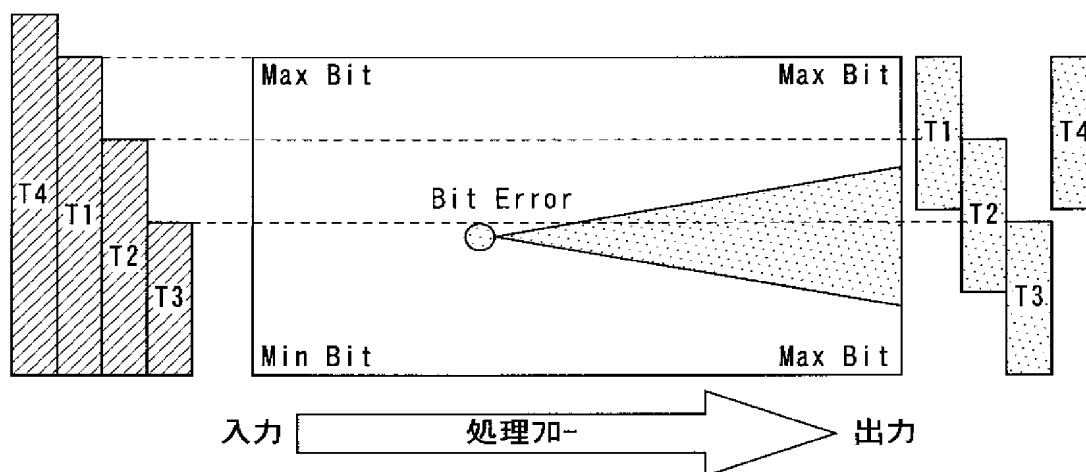 Max Bit
Max Bit
T4
T1
T2
T3
Bit Error
T1
T2
T3
T4
Min Bit
Max Bit
入力
処理フロー
出力